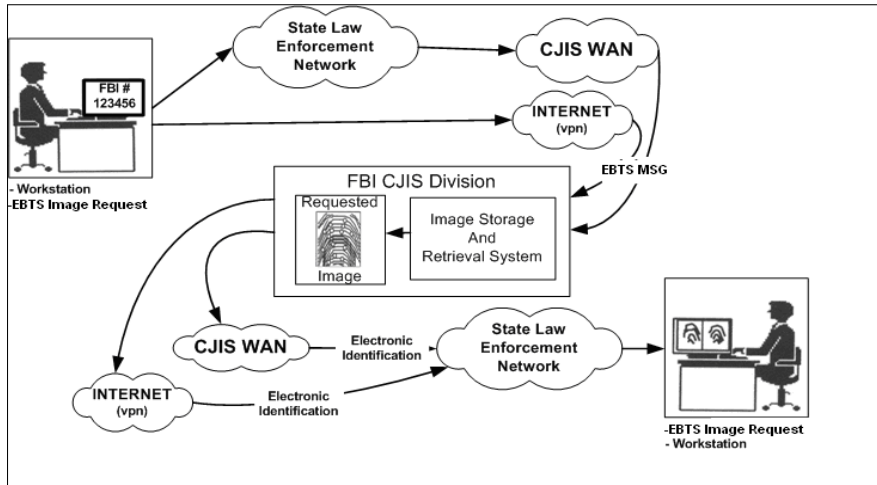 State Law
Enforcement
Network
CJIS WAN
FBI #
123456
INTERNET
(vpn)
EBTS MSG
- Workstation
-EBTS Image Request
FBI CJIS Division
Requested
Image
Image Storage
And
Retrieval System
CJIS WAN
Electronic
Identification
State Law
Enforcement
Network
INTERNET
(vpn)
Electronic
Identification
-EBTS Image Request
- Workstation